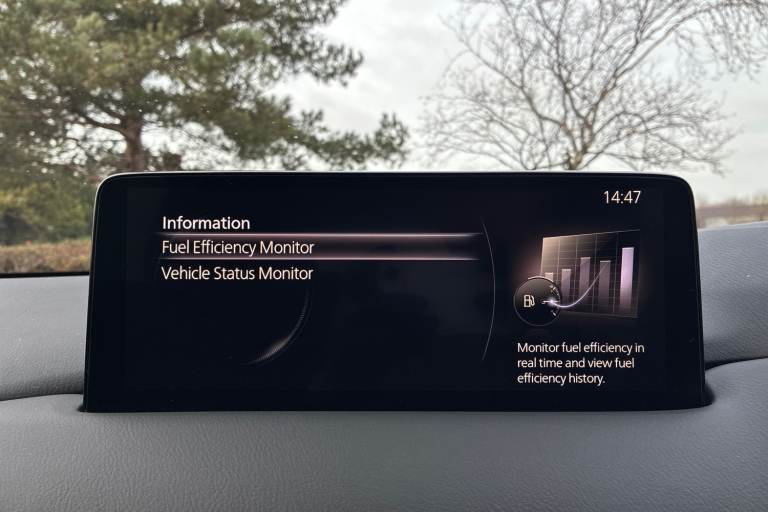 14:47
Information
Fuel Efficiency Monitor
Vehicle Status Monitor
Monitor fuel efficiency in
real time and view fuel
efficiency history.